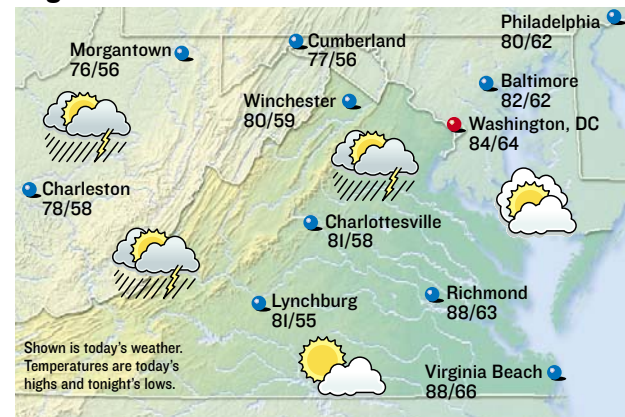 Philadelphia
80/62
Morgantown
76/56
Cumberland
77/56
Baltimore
82/62
Winchester
80/59
Washington, DC
84/64
Charleston
78/58
Charlottesville
81/58
Lynchburg
81/55
Richmond
88/63
Shown is today's weather.
Temperatures are today's
highs and tonight's lows.
Virginia Beach
88/66